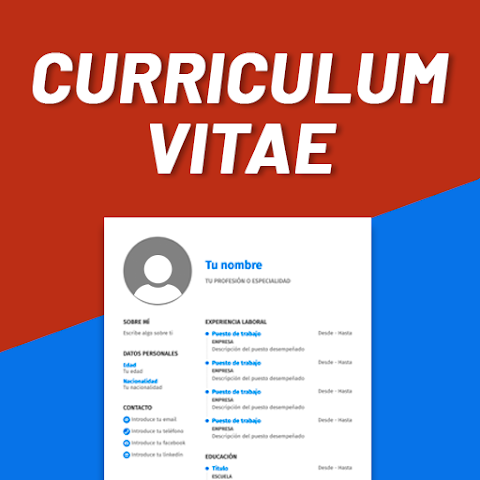 CURRICULUM
VITAE
Tu nombre
TU PROFESIÓN O ESPECIALIDAD
SOBRE MÍ
Escribe algo sobre ti
DATOS PERSONALES
Edad
Tu edad
Nacionalidad
Tu nacionalidad
CONTACTO
Introduce tu email
Introduce tu teléfono
Introduce tu facebook
Introduce tu linkedin
EXPERIENCIA LABORAL
Puesto de trabajo Desde - Hasta
EMPRESA
Descripción del puesto desempeñado
Puesto de trabajo Desde - Hasta
EMPRESA
Descripción del puesto desempeñado
Puesto de trabajo Desde - Hasta
EMPRESA
Descripción del puesto desempeñado
Puesto de trabajo Desde - Hasta
EMPRESA
Descripción del puesto desempeñado
EDUCACIÓN
Título Desde - Hasta
ESCUELA